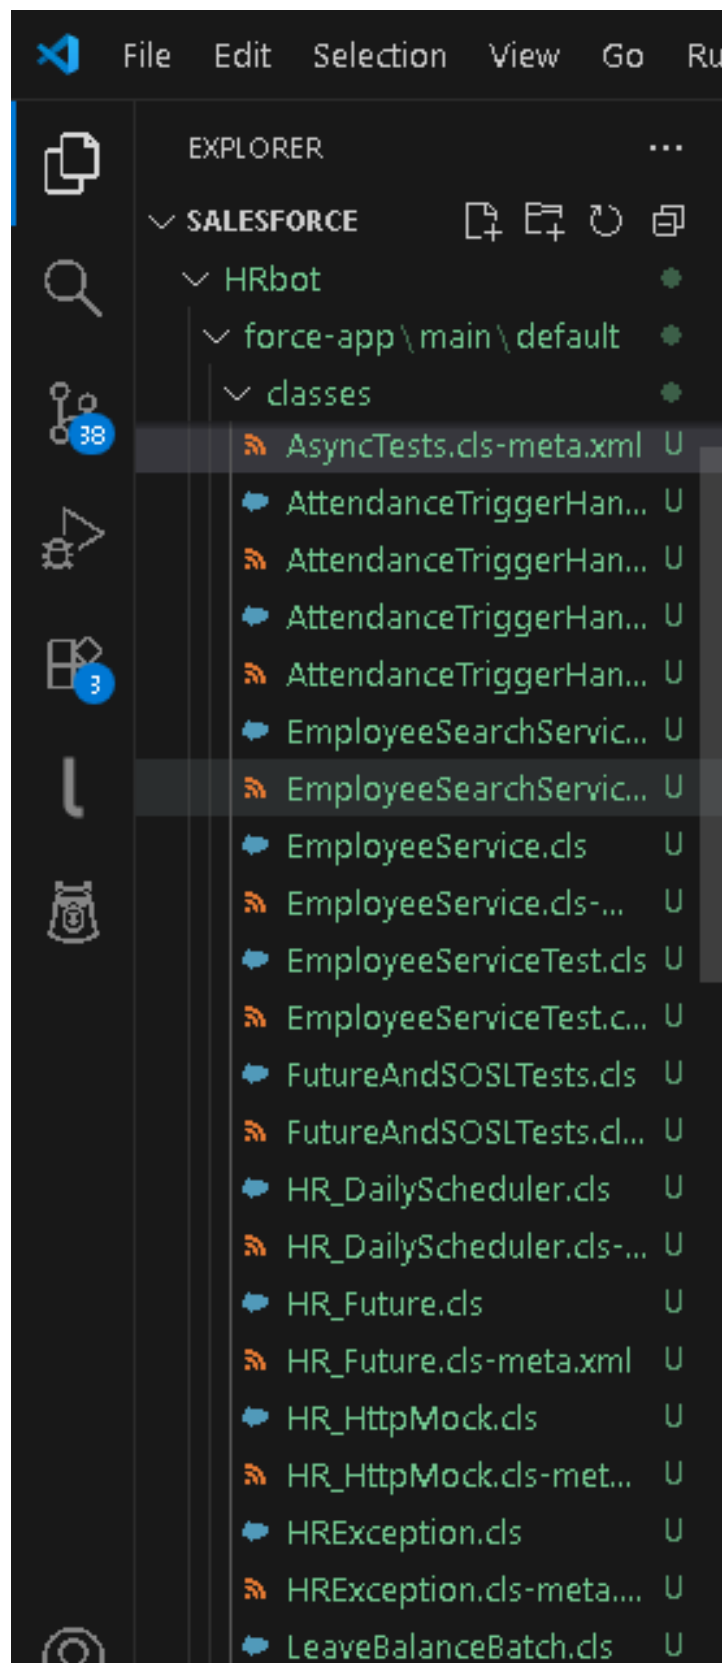 File Edit Selection View Go Ru
EXPLORER ...
SALESFORCE
HRbot
force-app\main\default
classes
AsyncTests.cls-meta.xml U
AttendanceTriggerHan... U
AttendanceTriggerHan... U
38
AttendanceTriggerHan... U
AttendanceTriggerHan... U
3
EmployeeSearchServic... U
EmployeeSearchServic... U
EmployeeService.cls U
EmployeeService.cls-... U
EmployeeServiceTest.cls U
EmployeeServiceTest.c... U
FutureAndSOSLTests.cls U
FutureAndSOSLTests.cl... U
HR_DailyScheduler.cls U
HR_DailyScheduler.cls-... U
HR_Future.cls U
HR_Future.cls-meta.xml U
HR_HttpMock.cls U
HR_HttpMock.cls-met... U
HRException.cls U
HRException.cls-meta.... U
LeaveBalanceBatch.cls U